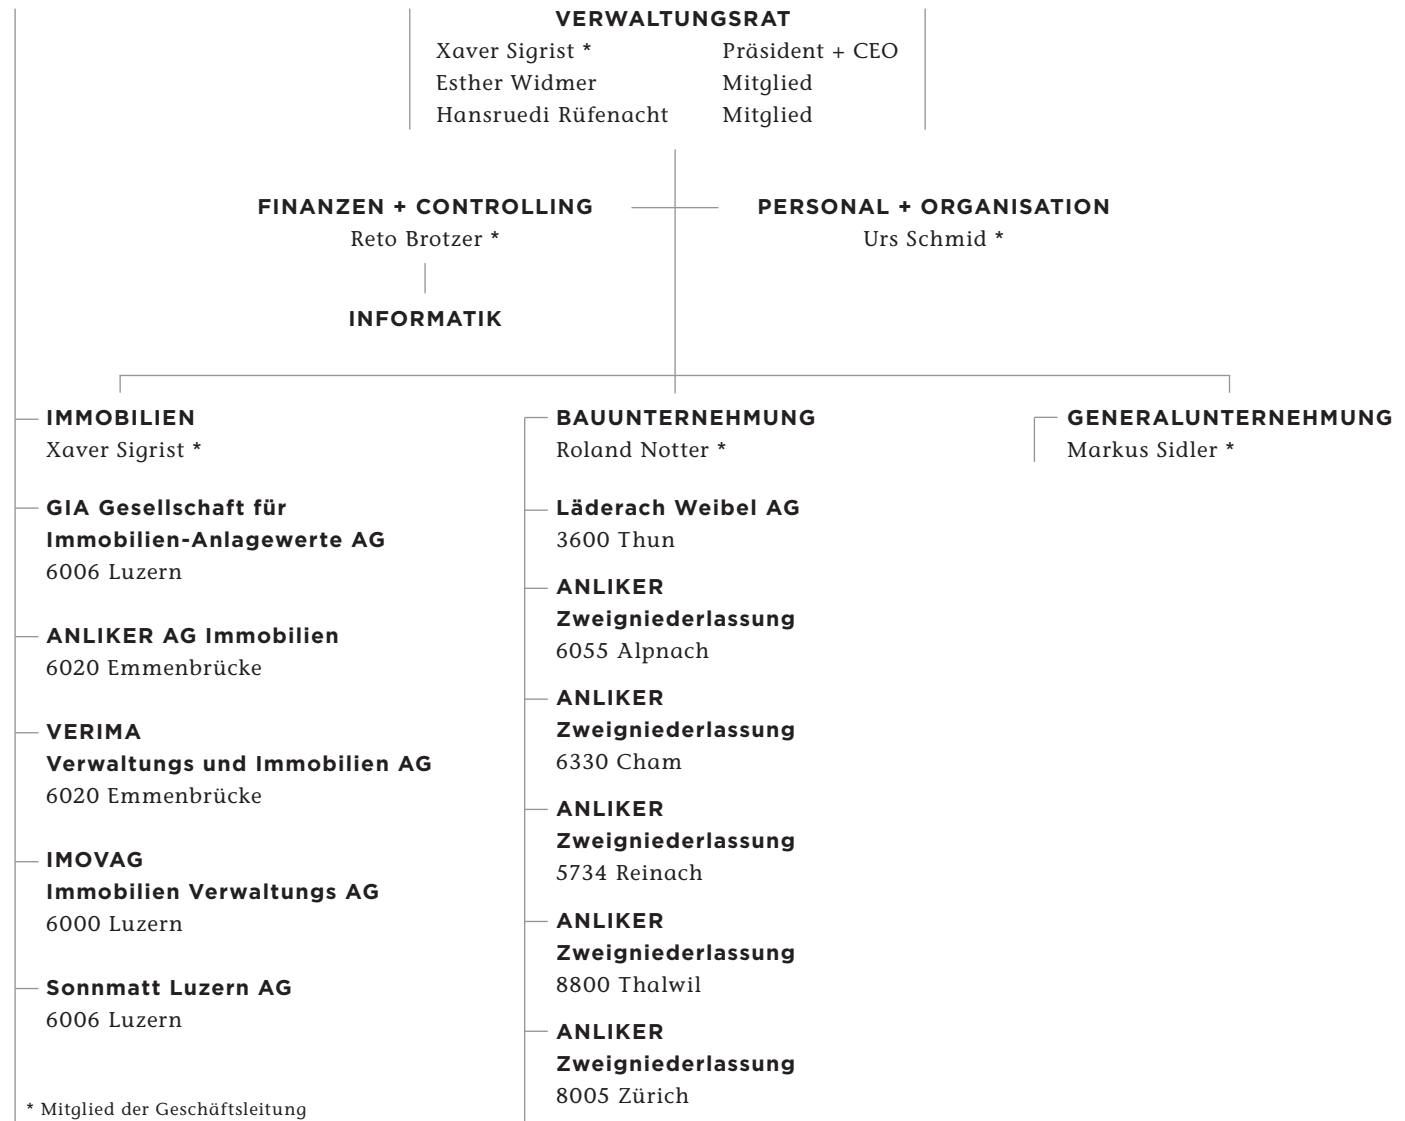 VERWALTUNGSRAT
Xaver Sigrist * Präsident + CEO
Esther Widmer Mitglied
Hansruedi Rüfenacht Mitglied
FINANZEN + CONTROLLING
Reto Brotzer *
PERSONAL + ORGANISATION
Urs Schmid *
INFORMATIK
IMMOBILIEN
Xaver Sigrist *
GIA Gesellschaft für
Immobilien-Anlagewerte AG
6006 Luzern
ANLIKER AG Immobilien
6020 Emmenbrücke
VERIMA
Verwaltungs und Immobilien AG
6020 Emmenbrücke
IMOVAG
Immobilien Verwaltungs AG
6000 Luzern
Sonnmatt Luzern AG
6006 Luzern
BAUUNTERNEHMUNG
Roland Notter *
Läderach Weibel AG
3600 Thun
ANLIKER
Zweigniederlassung
6055 Alpnach
ANLIKER
Zweigniederlassung
6330 Cham
ANLIKER
Zweigniederlassung
5734 Reinach
ANLIKER
Zweigniederlassung
8800 Thalwil
ANLIKER
Zweigniederlassung
8005 Zürich
GENERALUNTERNEHMUNG
Markus Sidler *
* Mitglied der Geschäftsleitung